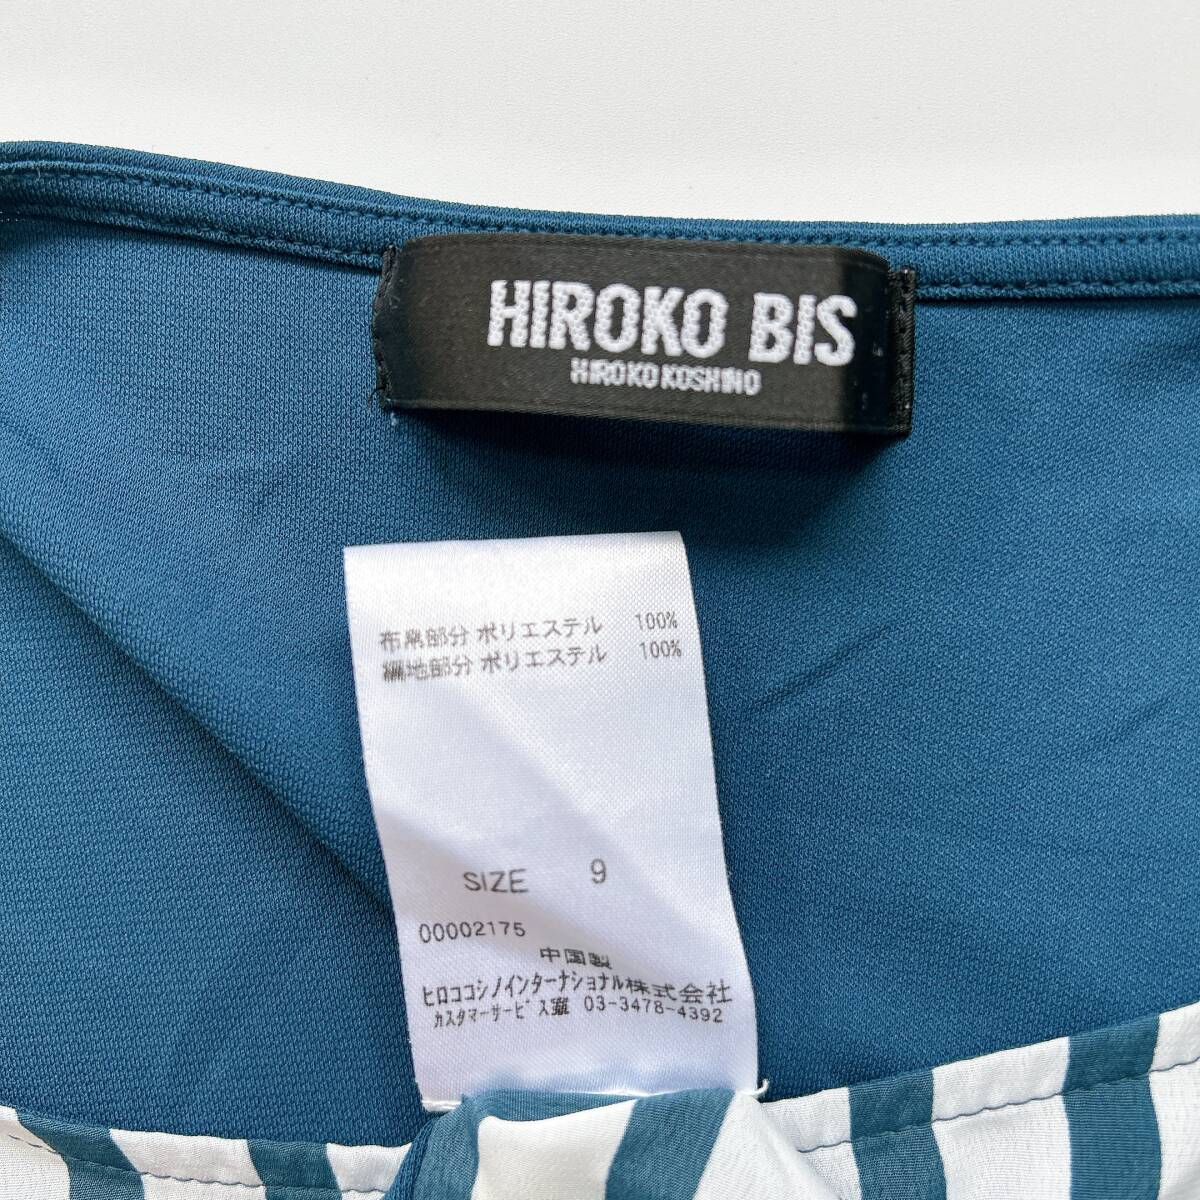 HIROKO BIS
HIROKO KOSHINO
布帛部分 ポリエステル 100%
編地部分 ポリエステル 100%
SIZE 9
00002175
中国製
ヒロココシノインターナショナル株式会社
カスタマーサービス課 03-3478-4392